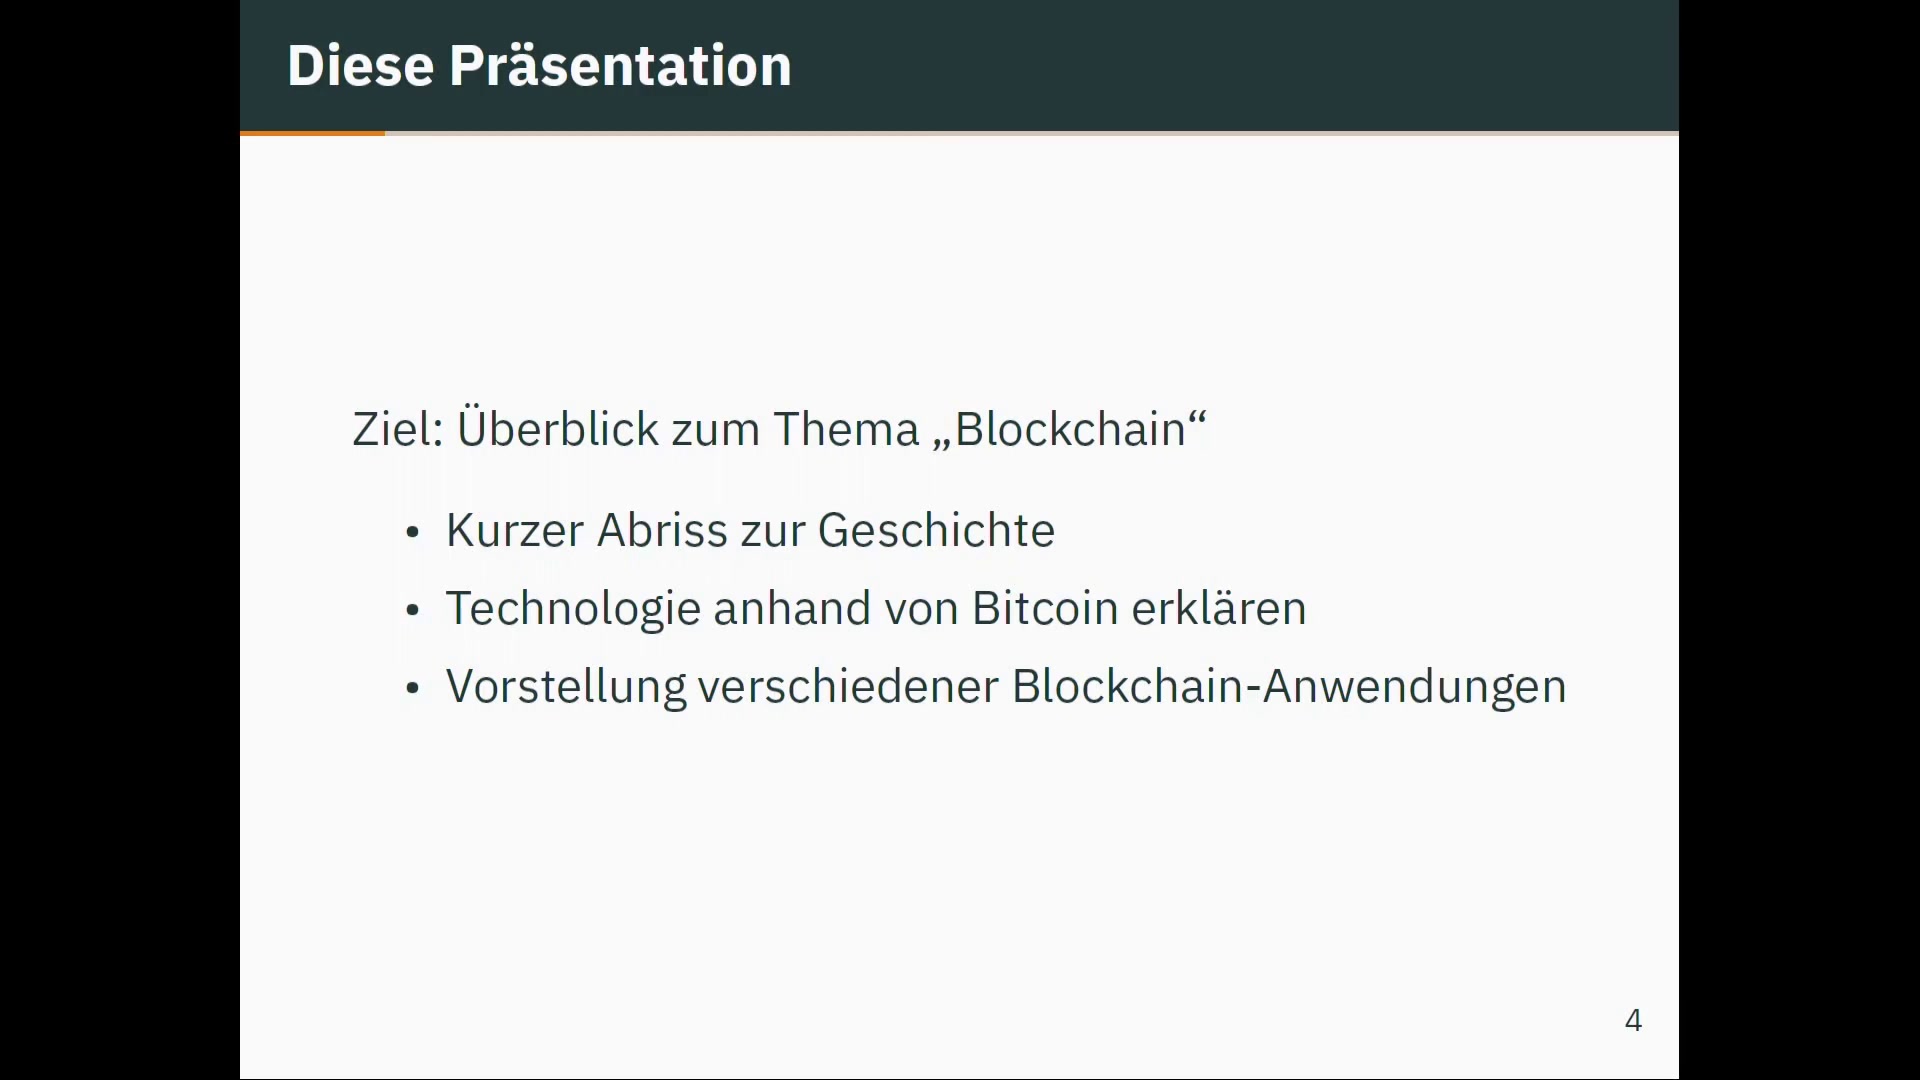 Diese Präsentation
Ziel: Überblick zum Thema „Blockchain“
• Kurzer Abriss zur Geschichte
• Technologie anhand von Bitcoin erklären
• Vorstellung verschiedener Blockchain-Anwendungen
4